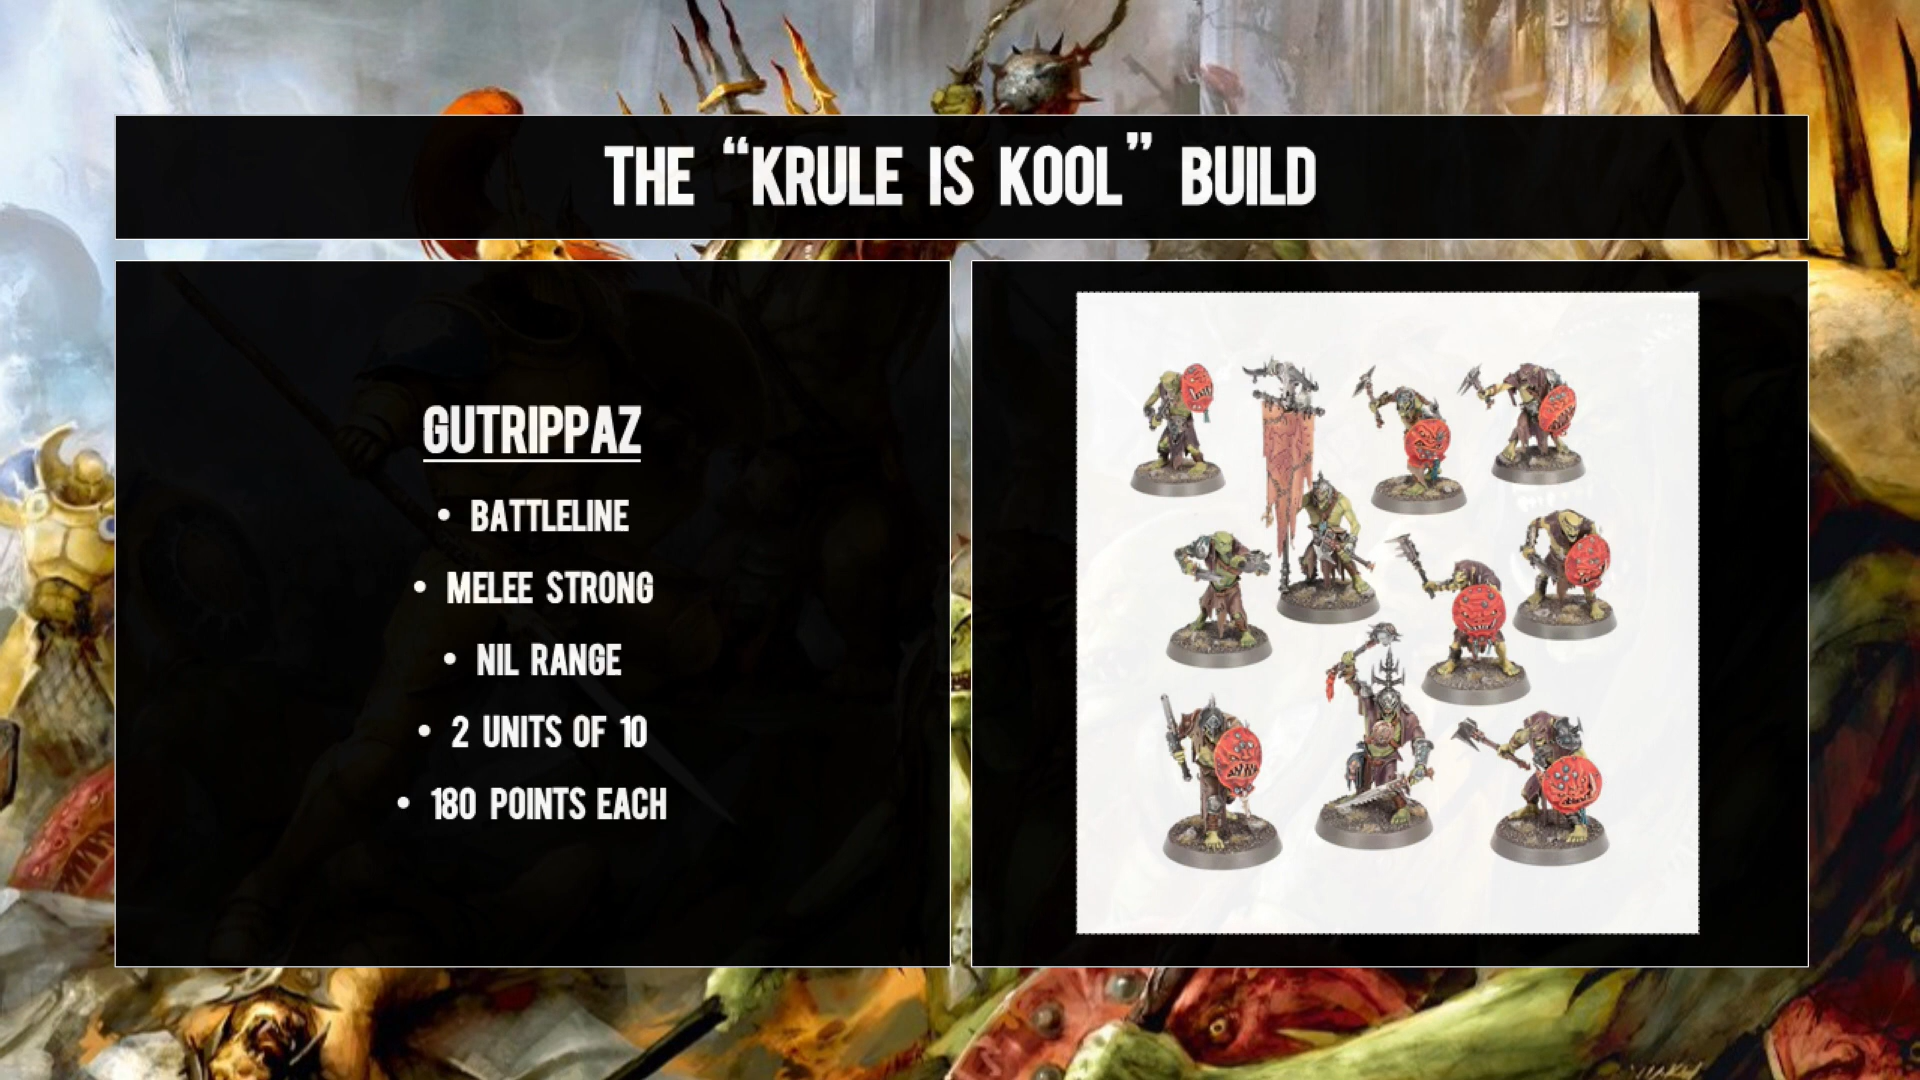 THE “KRULE IS KOOL” BUILD
GUTRIPPAZ
• BATTLELINE
• MELEE STRONG
• NIL RANGE
• 2 UNITS OF 10
• 180 POINTS EACH